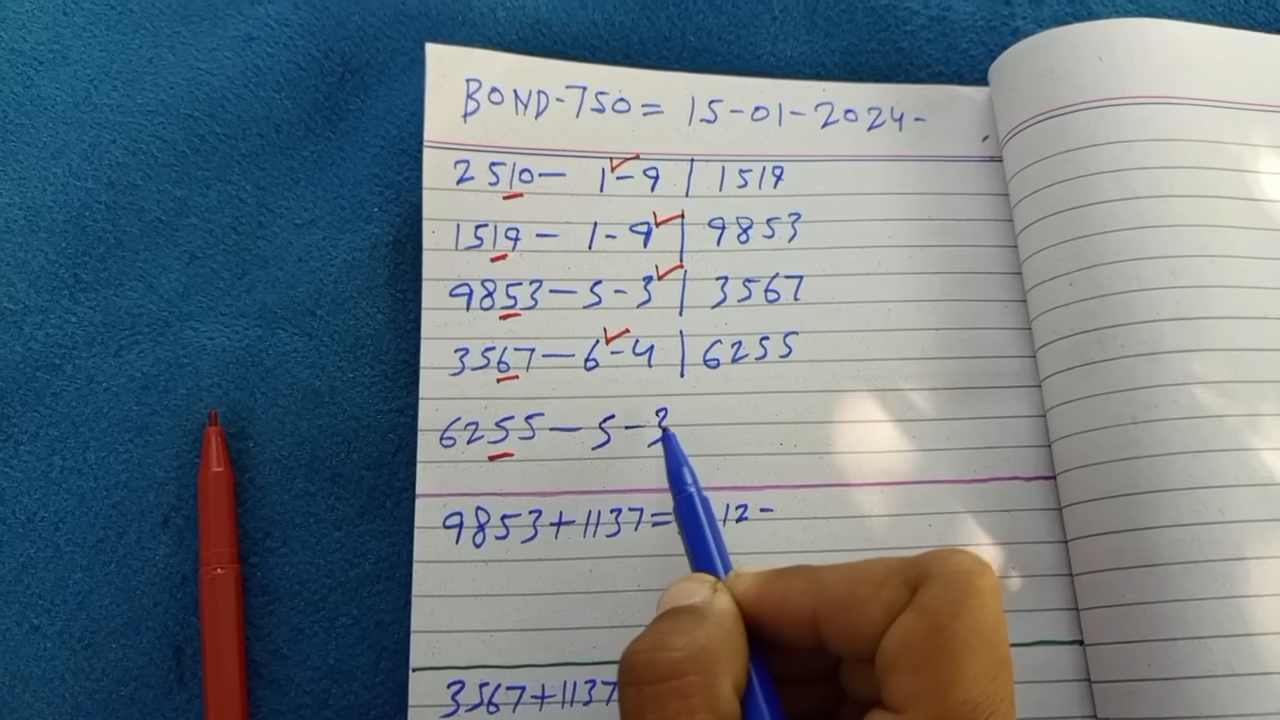 BOND-750= 15-01-2024-
2510- 1-9 | 1519
1519 - 1-9 | 9853
9853-5-3 | 3567
3567-6-4 | 6255
6255-5-3
9853+1137= 12-
3567+1137